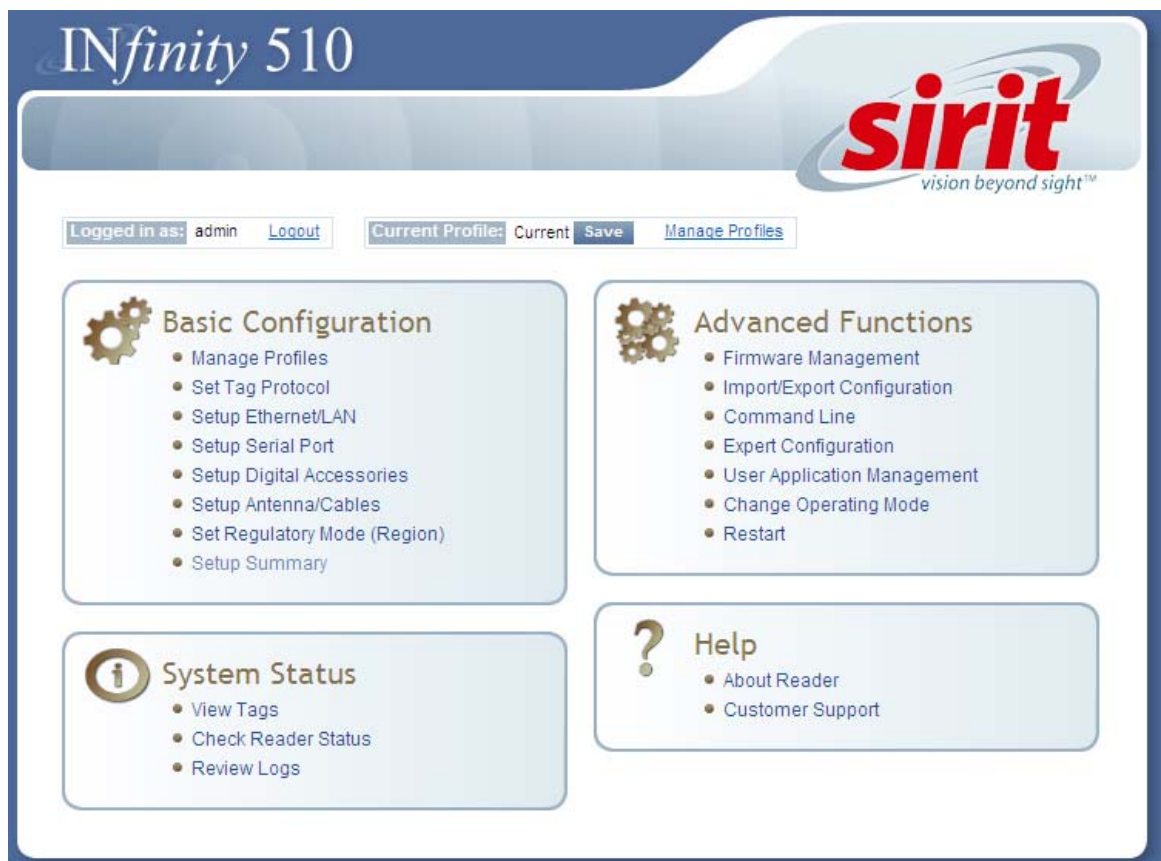 INfinity 510
sirit
vision beyond sight™
Logged in as: admin Logout Current Profile: Current Save Manage Profiles
Basic Configuration
Manage Profiles
Set Tag Protocol
Setup Ethernet/LAN
Setup Serial Port
Setup Digital Accessories
Setup Antenna/Cables
Set Regulatory Mode (Region)
Setup Summary
Advanced Functions
Firmware Management
Import/Export Configuration
Command Line
Expert Configuration
User Application Management
Change Operating Mode
Restart
System Status
View Tags
Check Reader Status
Review Logs
Help
About Reader
Customer Support